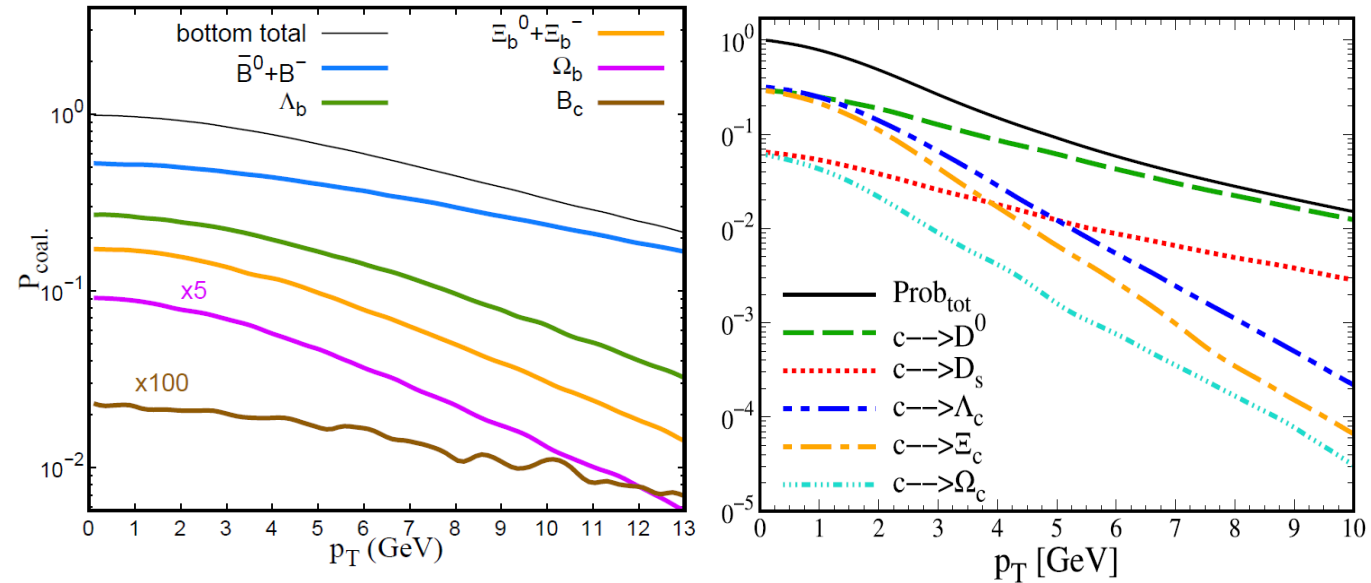 bottom total
B̄⁰+B⁻
Λb
Ξb⁰+Ξb⁻
Ωb
Bc
10⁰
10⁻¹
10⁻²
Pcoal.
x5
x100
0 1 2 3 4 5 6 7 8 9 10 11 12 13
pT (GeV)
10⁰
10⁻¹
10⁻²
0⁻³
10⁻⁴
0⁻⁵
Probtot
c-->D⁰
c-->Ds
c-->Λc
c-->Ξc
c-->Ωc
0 1 2 3 4 5 6 7 8 9 10
pT [GeV]